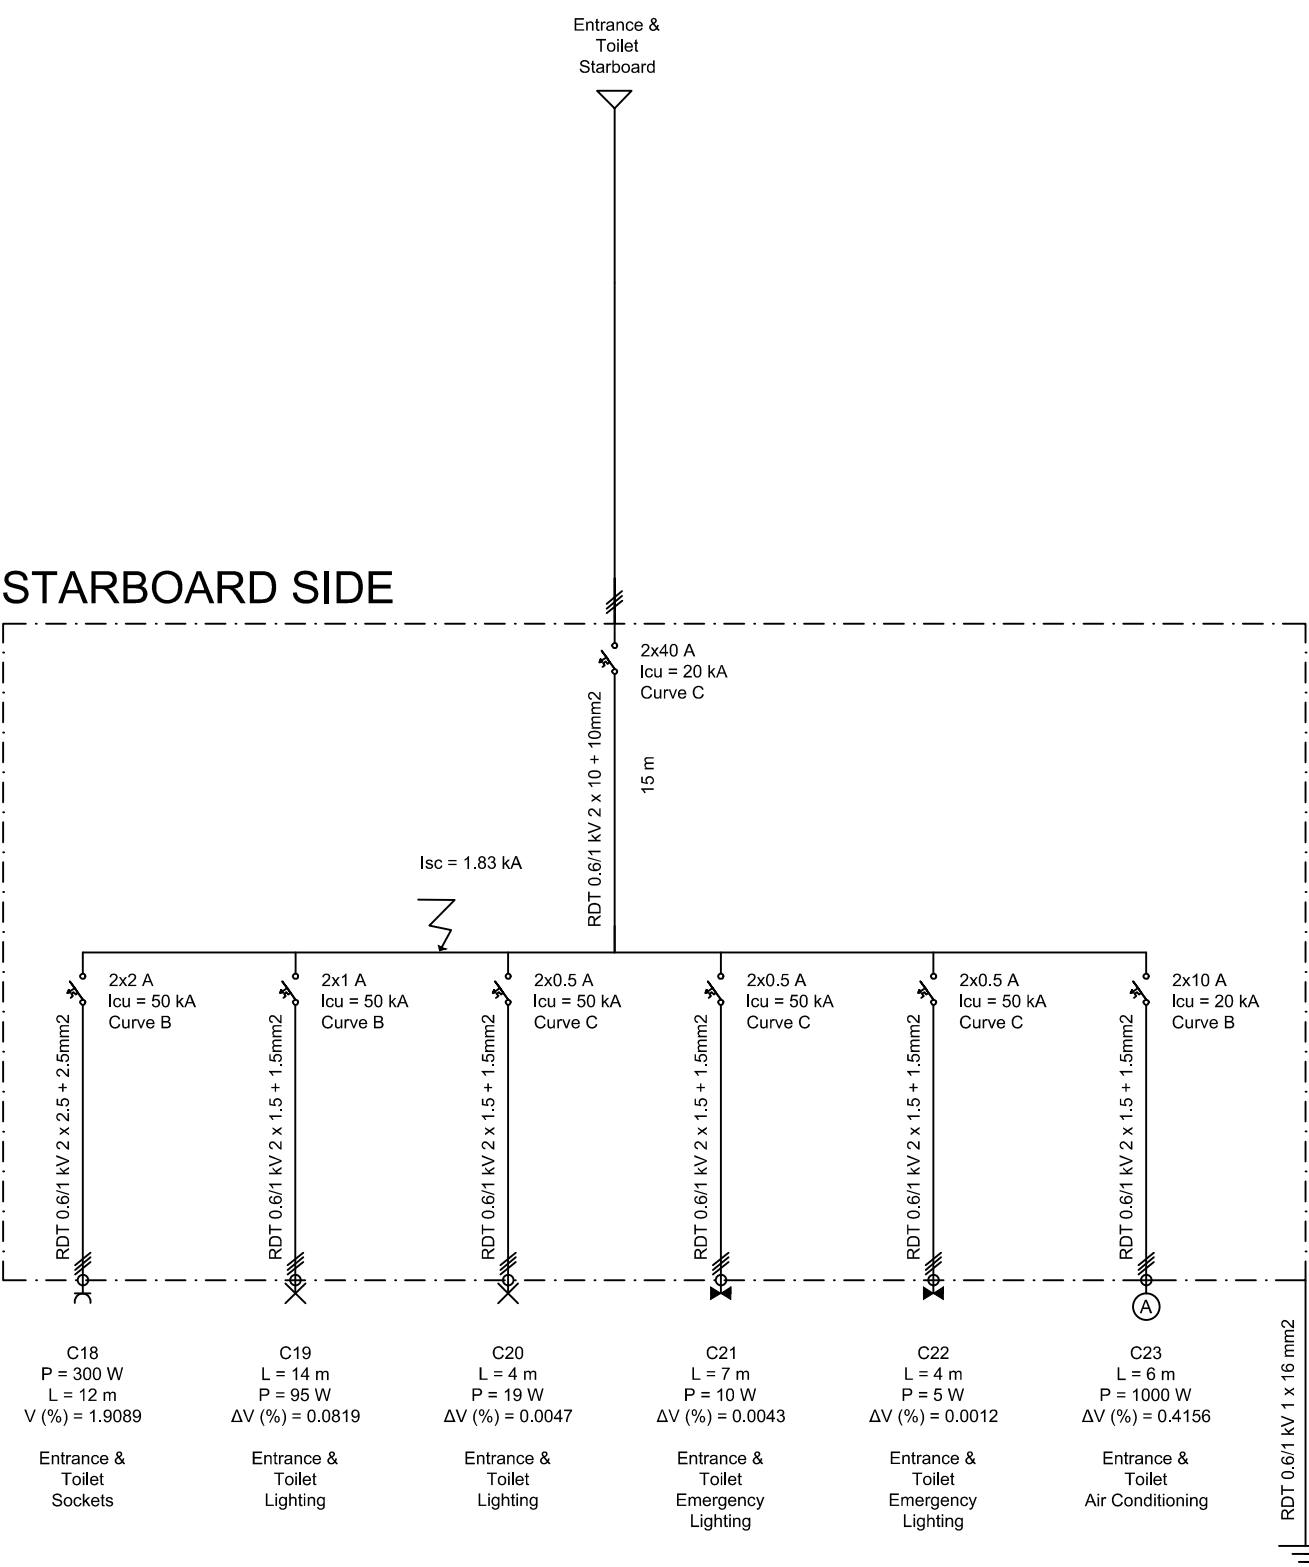 Entrance &
Toilet
Starboard
STARBOARD SIDE
2x40 A
Icu = 20 kA
Curve C
RDT 0.6/1 kV 2 x 10 + 10mm2
15 m
Isc = 1.83 kA
2x2 A
Icu = 50 kA
Curve B
RDT 0.6/1 kV 2 x 2.5 + 2.5mm2
2x1 A
Icu = 50 kA
Curve B
RDT 0.6/1 kV 2 x 1.5 + 1.5mm2
2x0.5 A
Icu = 50 kA
Curve C
RDT 0.6/1 kV 2 x 1.5 + 1.5mm2
2x0.5 A
Icu = 50 kA
Curve C
RDT 0.6/1 kV 2 x 1.5 + 1.5mm2
2x0.5 A
Icu = 50 kA
Curve C
RDT 0.6/1 kV 2 x 1.5 + 1.5mm2
2x10 A
Icu = 20 kA
Curve B
RDT 0.6/1 kV 2 x 1.5 + 1.5mm2
A
C18
P = 300 W
L = 12 m
V (%) = 1.9089
Entrance &
Toilet
Sockets
C19
L = 14 m
P = 95 W
ΔV (%) = 0.0819
Entrance &
Toilet
Lighting
C20
L = 4 m
P = 19 W
ΔV (%) = 0.0047
Entrance &
Toilet
Lighting
C21
L = 7 m
P = 10 W
ΔV (%) = 0.0043
Entrance &
Toilet
Emergency
Lighting
C22
L = 4 m
P = 5 W
ΔV (%) = 0.0012
Entrance &
Toilet
Emergency
Lighting
C23
L = 6 m
P = 1000 W
ΔV (%) = 0.4156
Entrance &
Toilet
Air Conditioning
RDT 0.6/1 kV 1 x 16 mm2